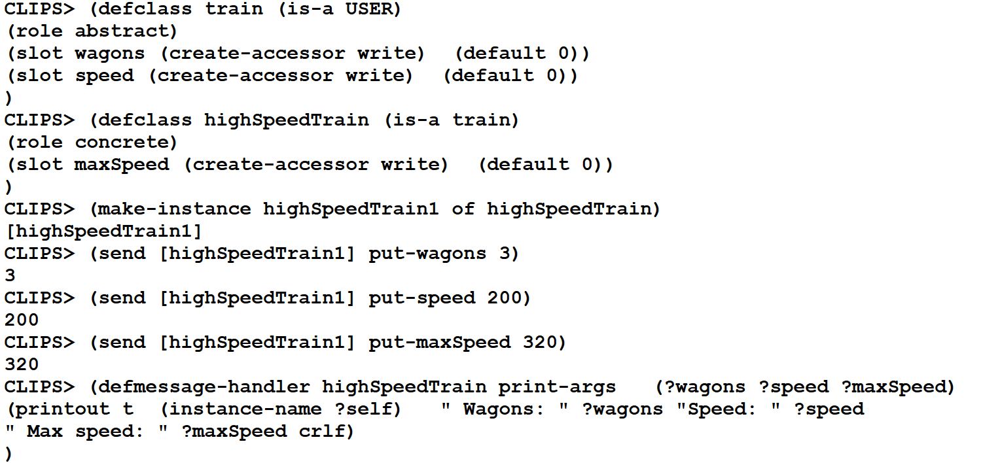 CLIPS> (defclass train (is-a USER)
(role abstract)
(slot wagons (create-accessor write)  (default 0))
(slot speed (create-accessor write)  (default 0))
)
CLIPS> (defclass highSpeedTrain (is-a train)
(role concrete)
(slot maxSpeed (create-accessor write)  (default 0))
)
CLIPS> (make-instance highSpeedTrain1 of highSpeedTrain)
[highSpeedTrain1]
CLIPS> (send [highSpeedTrain1] put-wagons 3)
3
CLIPS> (send [highSpeedTrain1] put-speed 200)
200
CLIPS> (send [highSpeedTrain1] put-maxSpeed 320)
320
CLIPS> (defmessage-handler highSpeedTrain print-args   (?wagons ?speed ?maxSpeed)
(printout t  (instance-name ?self)   " Wagons: " ?wagons "Speed: " ?speed
" Max speed: " ?maxSpeed crlf)
)